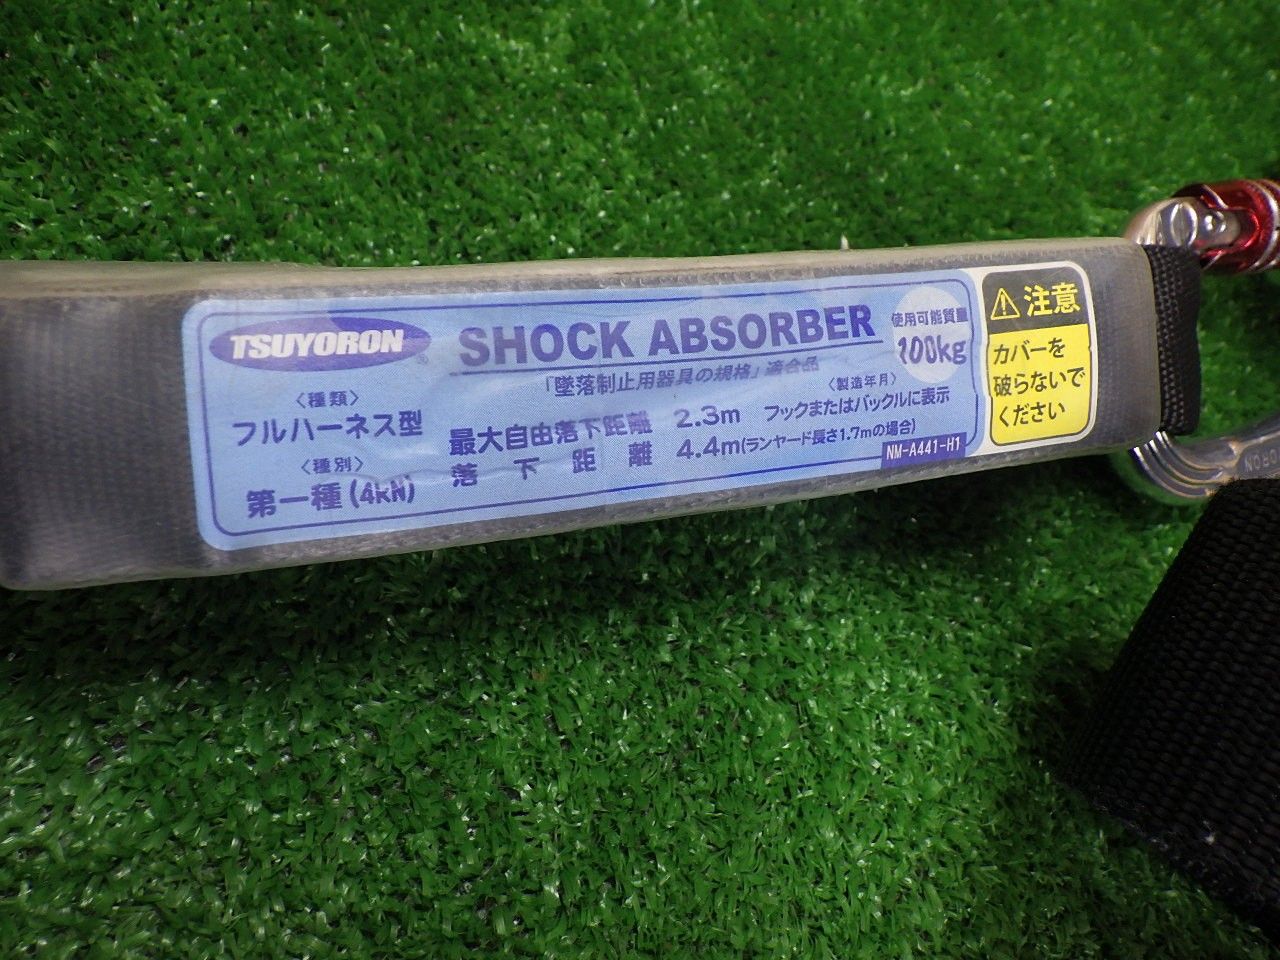 TSUYORON®
SHOCK ABSORBER
「墜落制止用器具の規格」適合品
使用可能質量
100kg
〈種類〉
フルハーネス型
〈種別〉
第一種(4kN)
最大自由落下距離 2.3m
落下距離 4.4m(ランヤード長さ1.7mの場合)
〈製造年月〉
フックまたはバックルに表示
NM-A441-H1
⚠注意
カバーを
破らないで
ください